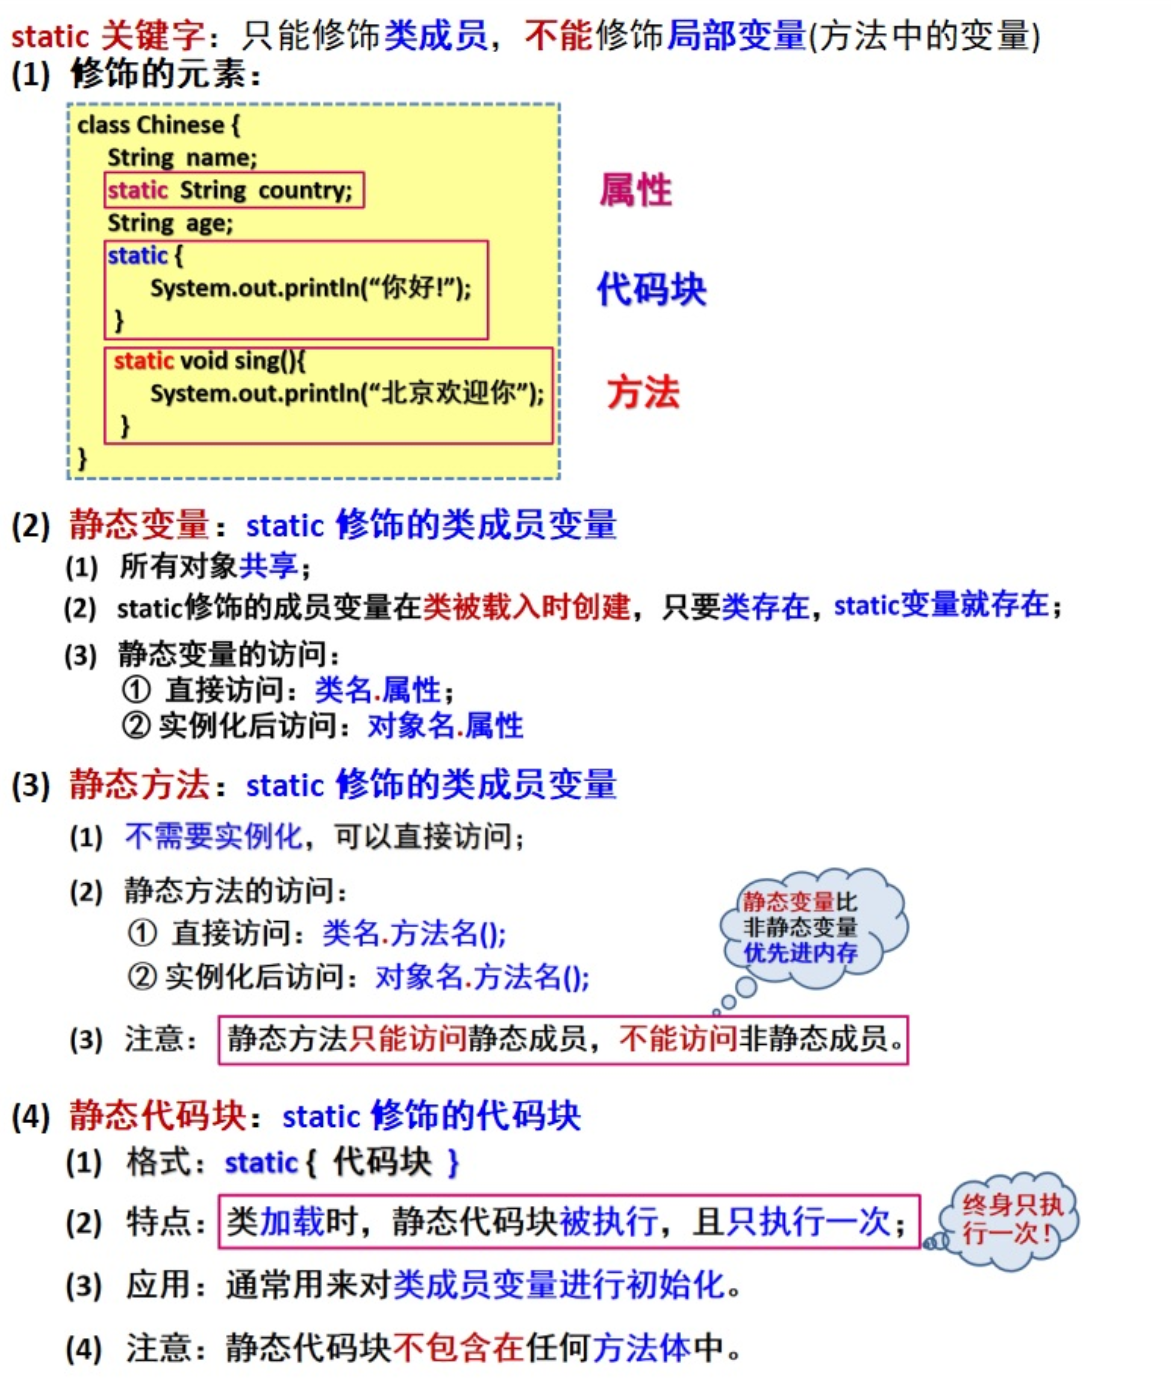 static 关键字：只能修饰类成员，不能修饰局部变量(方法中的变量)
(1) 修饰的元素：
class Chinese {
String name;
static String country;
属性
String age;
static {
System.out.println(“你好!”);
代码块
}
static void sing(){
System.out.println(“北京欢迎你”);
方法
}
}
(2) 静态变量：static 修饰的类成员变量
(1) 所有对象共享；
(2) static修饰的成员变量在类被载入时创建，只要类存在，static变量就存在；
(3) 静态变量的访问：
① 直接访问：类名.属性；
② 实例化后访问：对象名.属性
(3) 静态方法：static 修饰的类成员变量
(1) 不需要实例化，可以直接访问；
(2) 静态方法的访问：
① 直接访问：类名.方法名();
② 实例化后访问：对象名.方法名();
静态变量比
非静态变量
优先进内存
(3) 注意：静态方法只能访问静态成员，不能访问非静态成员。
(4) 静态代码块：static 修饰的代码块
(1) 格式：static { 代码块 }
(2) 特点：类加载时，静态代码块被执行，且只执行一次；
终身只执
行一次！
(3) 应用：通常用来对类成员变量进行初始化。
(4) 注意：静态代码块不包含在任何方法体中。